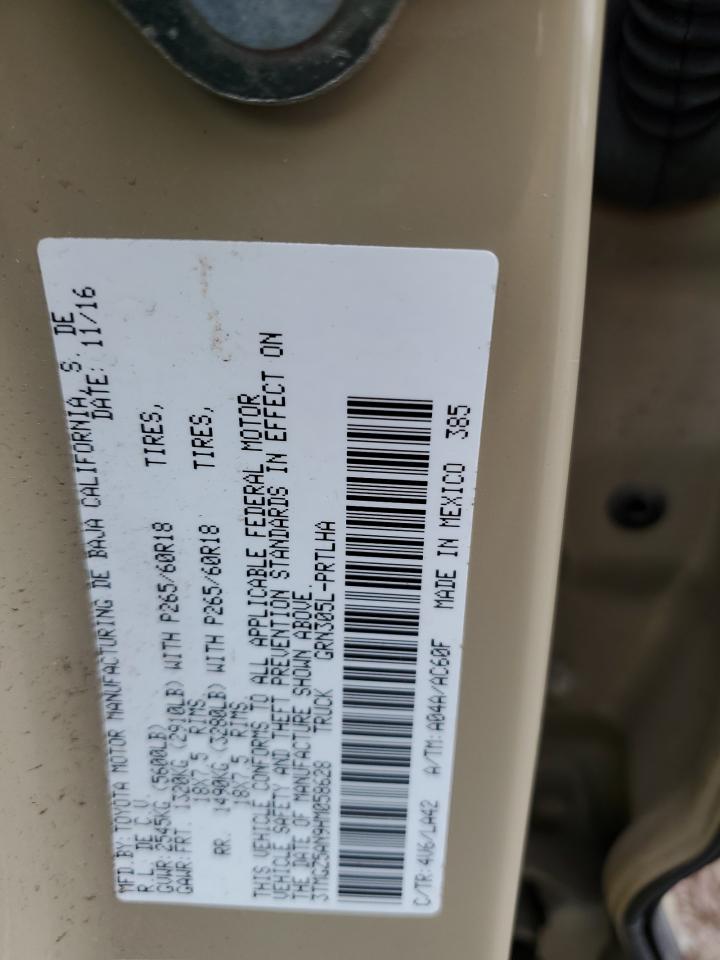 MFD.BY:TOYOTA MOTOR MANUFACTURING DE BAJA CALIFORNIA, S. DE
R.L. DE C.V. DATE: 11/16
GVWR:2545KG (5600LB)
GAWR:FRT. 1320KG (2910LB) WITH P265/60R18 TIRES,
18X7.5 RIMS,
RR. 1490KG (3290LB) WITH P265/60R18 TIRES,
18X7.5 RIMS,
THIS VEHICLE CONFORMS TO ALL APPLICABLE FEDERAL MOTOR
VEHICLE SAFETY AND THEFT PREVENTION STANDARDS IN EFFECT ON
THE DATE OF MANUFACTURE SHOWN ABOVE.
3TMGZ5AN9HM058628 TRUCK GRN305L-PRTLHA
C/TR:4V6/LA42 A/TM:A04A/AC60F MADE IN MEXICO 385